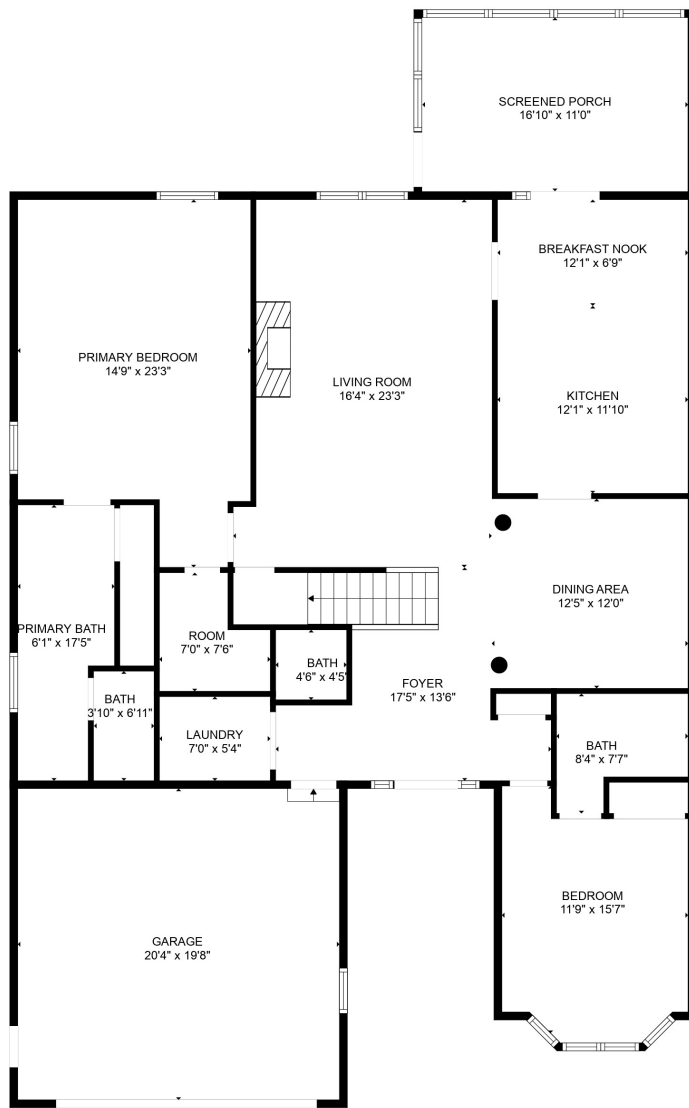 SCREENED PORCH
16'10" x 11'0"
BREAKFAST NOOK
12'1" x 6'9"
PRIMARY BEDROOM
14'9" x 23'3"
LIVING ROOM
16'4" x 23'3"
KITCHEN
12'1" x 11'10"
DINING AREA
12'5" x 12'0"
PRIMARY BATH
6'1" x 17'5"
ROOM
7'0" x 7'6"
BATH
4'6" x 4'5"
FOYER
17'5" x 13'6"
BATH
3'10" x 6'11"
LAUNDRY
7'0" x 5'4"
BATH
8'4" x 7'7"
BEDROOM
11'9" x 15'7"
GARAGE
20'4" x 19'8"